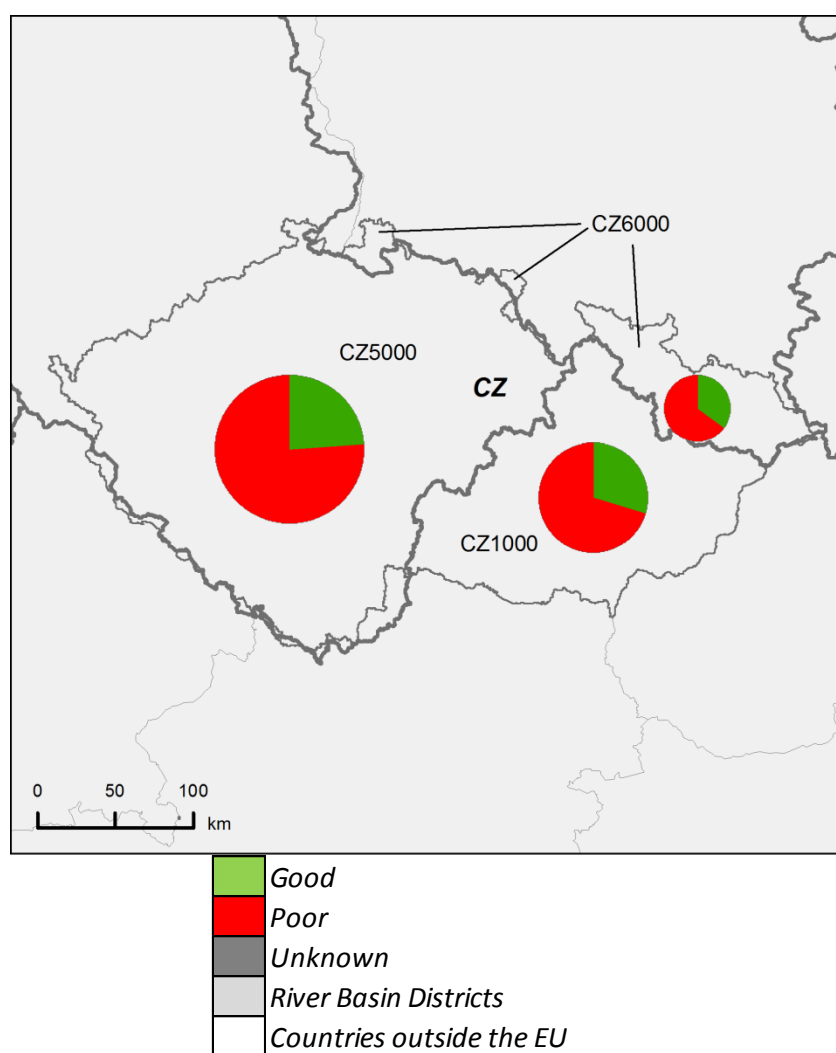 CZ6000
CZ5000
CZ
CZ1000
0 50 100
km
Good
Poor
Unknown
River Basin Districts
Countries outside the EU